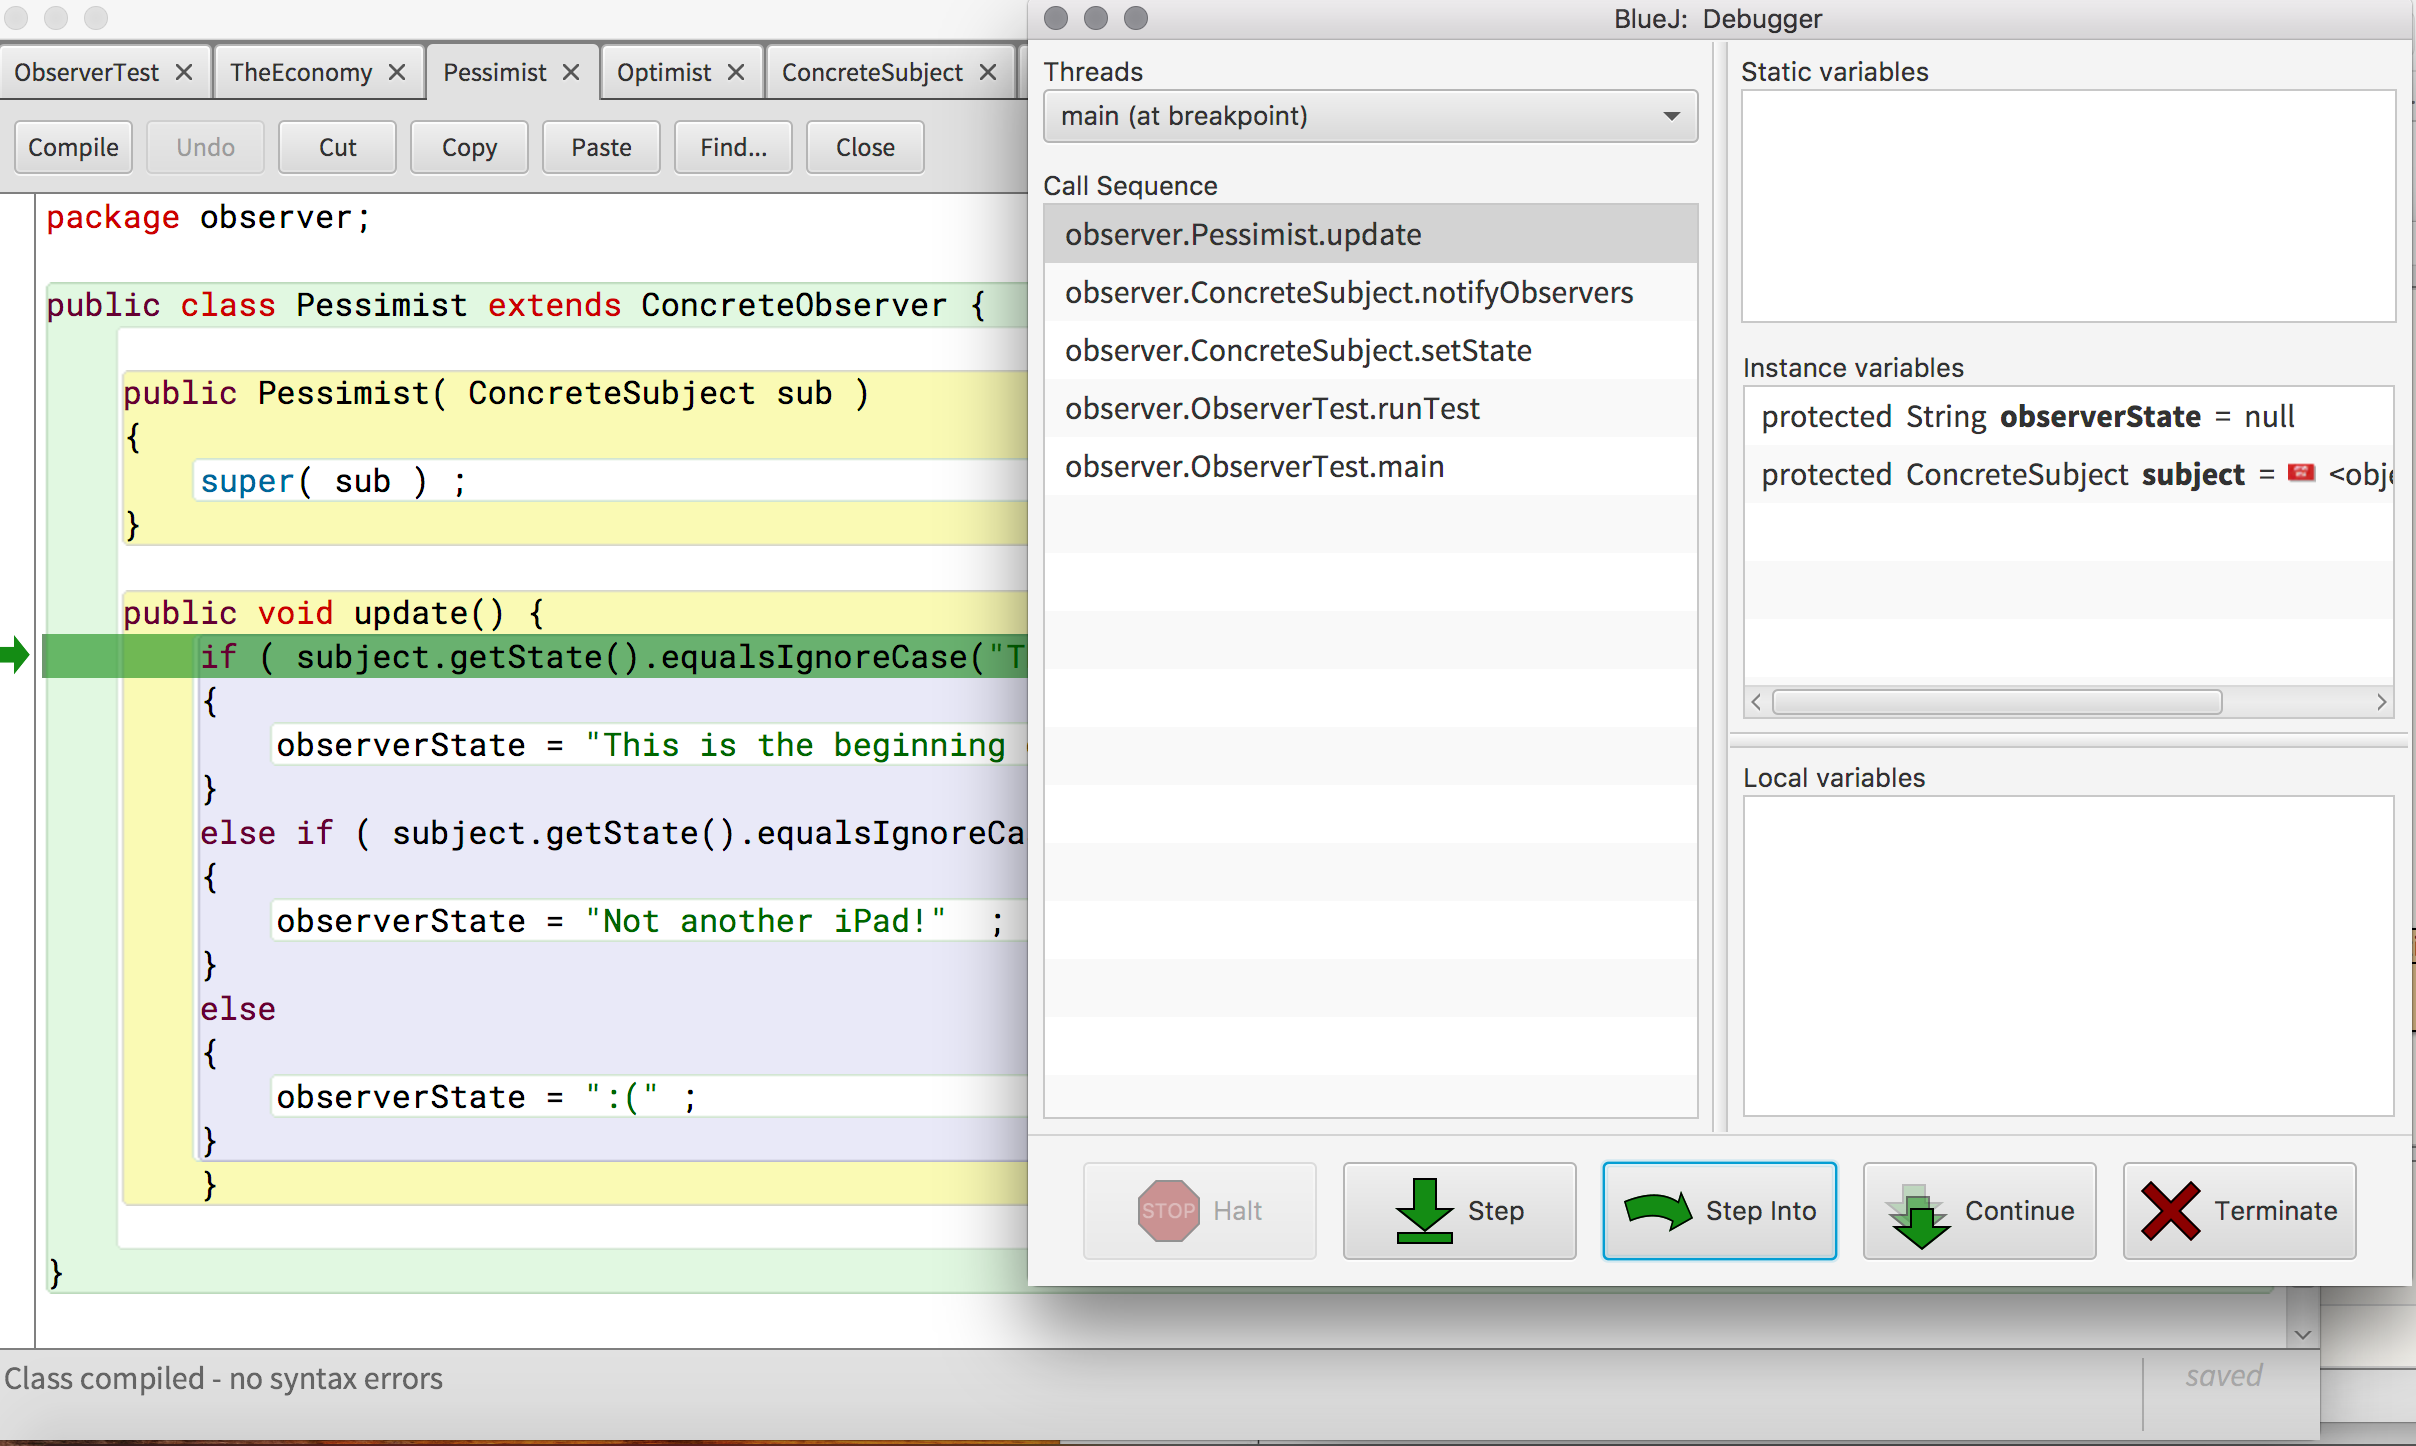 ObserverTest TheEconomy Pessimist Optimist ConcreteSubject
Compile Undo Cut Copy Paste Find... Close
package observer;
public class Pessimist extends ConcreteObserver {
public Pessimist( ConcreteSubject sub )
{
super( sub ) ;
}
public void update() {
if ( subject.getState().equalsIgnoreCase("T
{
observerState = "This is the beginning
}
else if ( subject.getState().equalsIgnoreCa
{
observerState = "Not another iPad!" ;
}
else
{
observerState = ":(" ;
}
}
}
Class compiled - no syntax errors
saved
BlueJ: Debugger
Threads
main (at breakpoint)
Call Sequence
observer.Pessimist.update
observer.ConcreteSubject.notifyObservers
observer.ConcreteSubject.setState
observer.ObserverTest.runTest
observer.ObserverTest.main
Static variables
Instance variables
protected String observerState = null
protected ConcreteSubject subject = <obje
Local variables
STOP Halt Step Step Into Continue Terminate